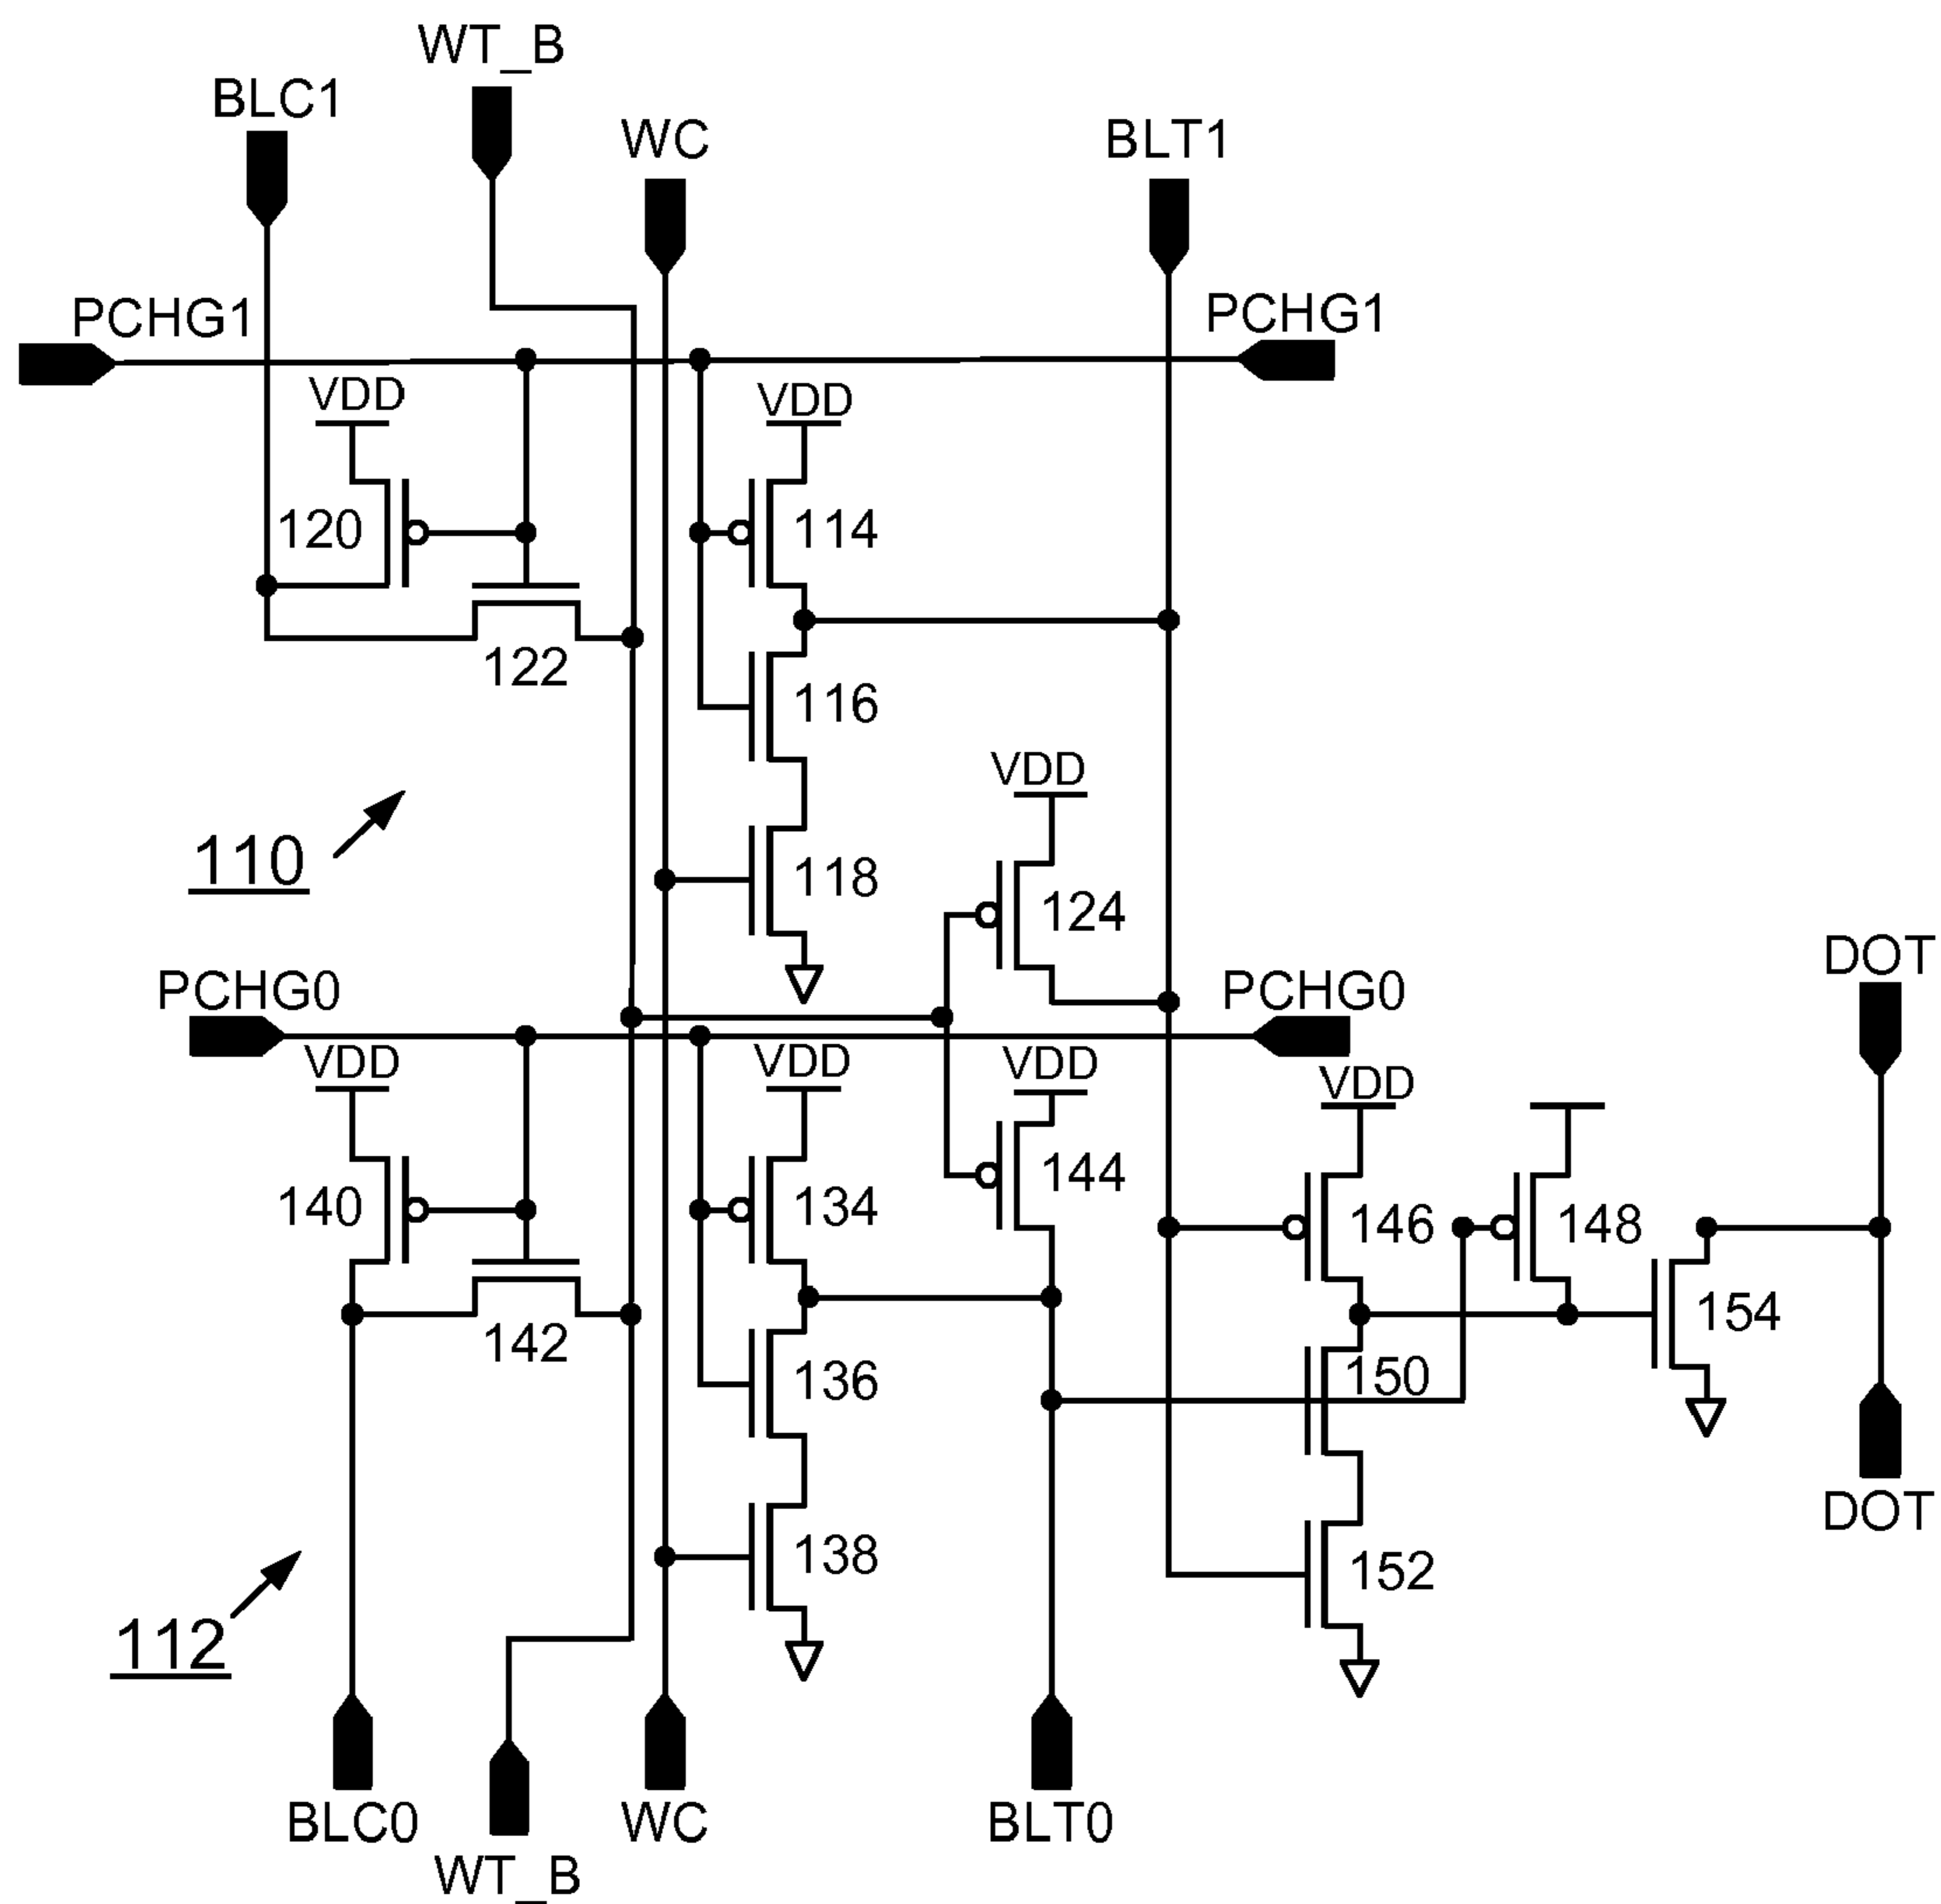 WT_B
BLC1
WC
BLT1
PCHG1
PCHG1
VDD
VDD
120
114
122
116
VDD
110
118
124
DOT
PCHG0
PCHG0
VDD
VDD
VDD
VDD
140
134
144
146
148
154
142
136
150
DOT
138
152
112
BLC0
WC
BLT0
WT_B